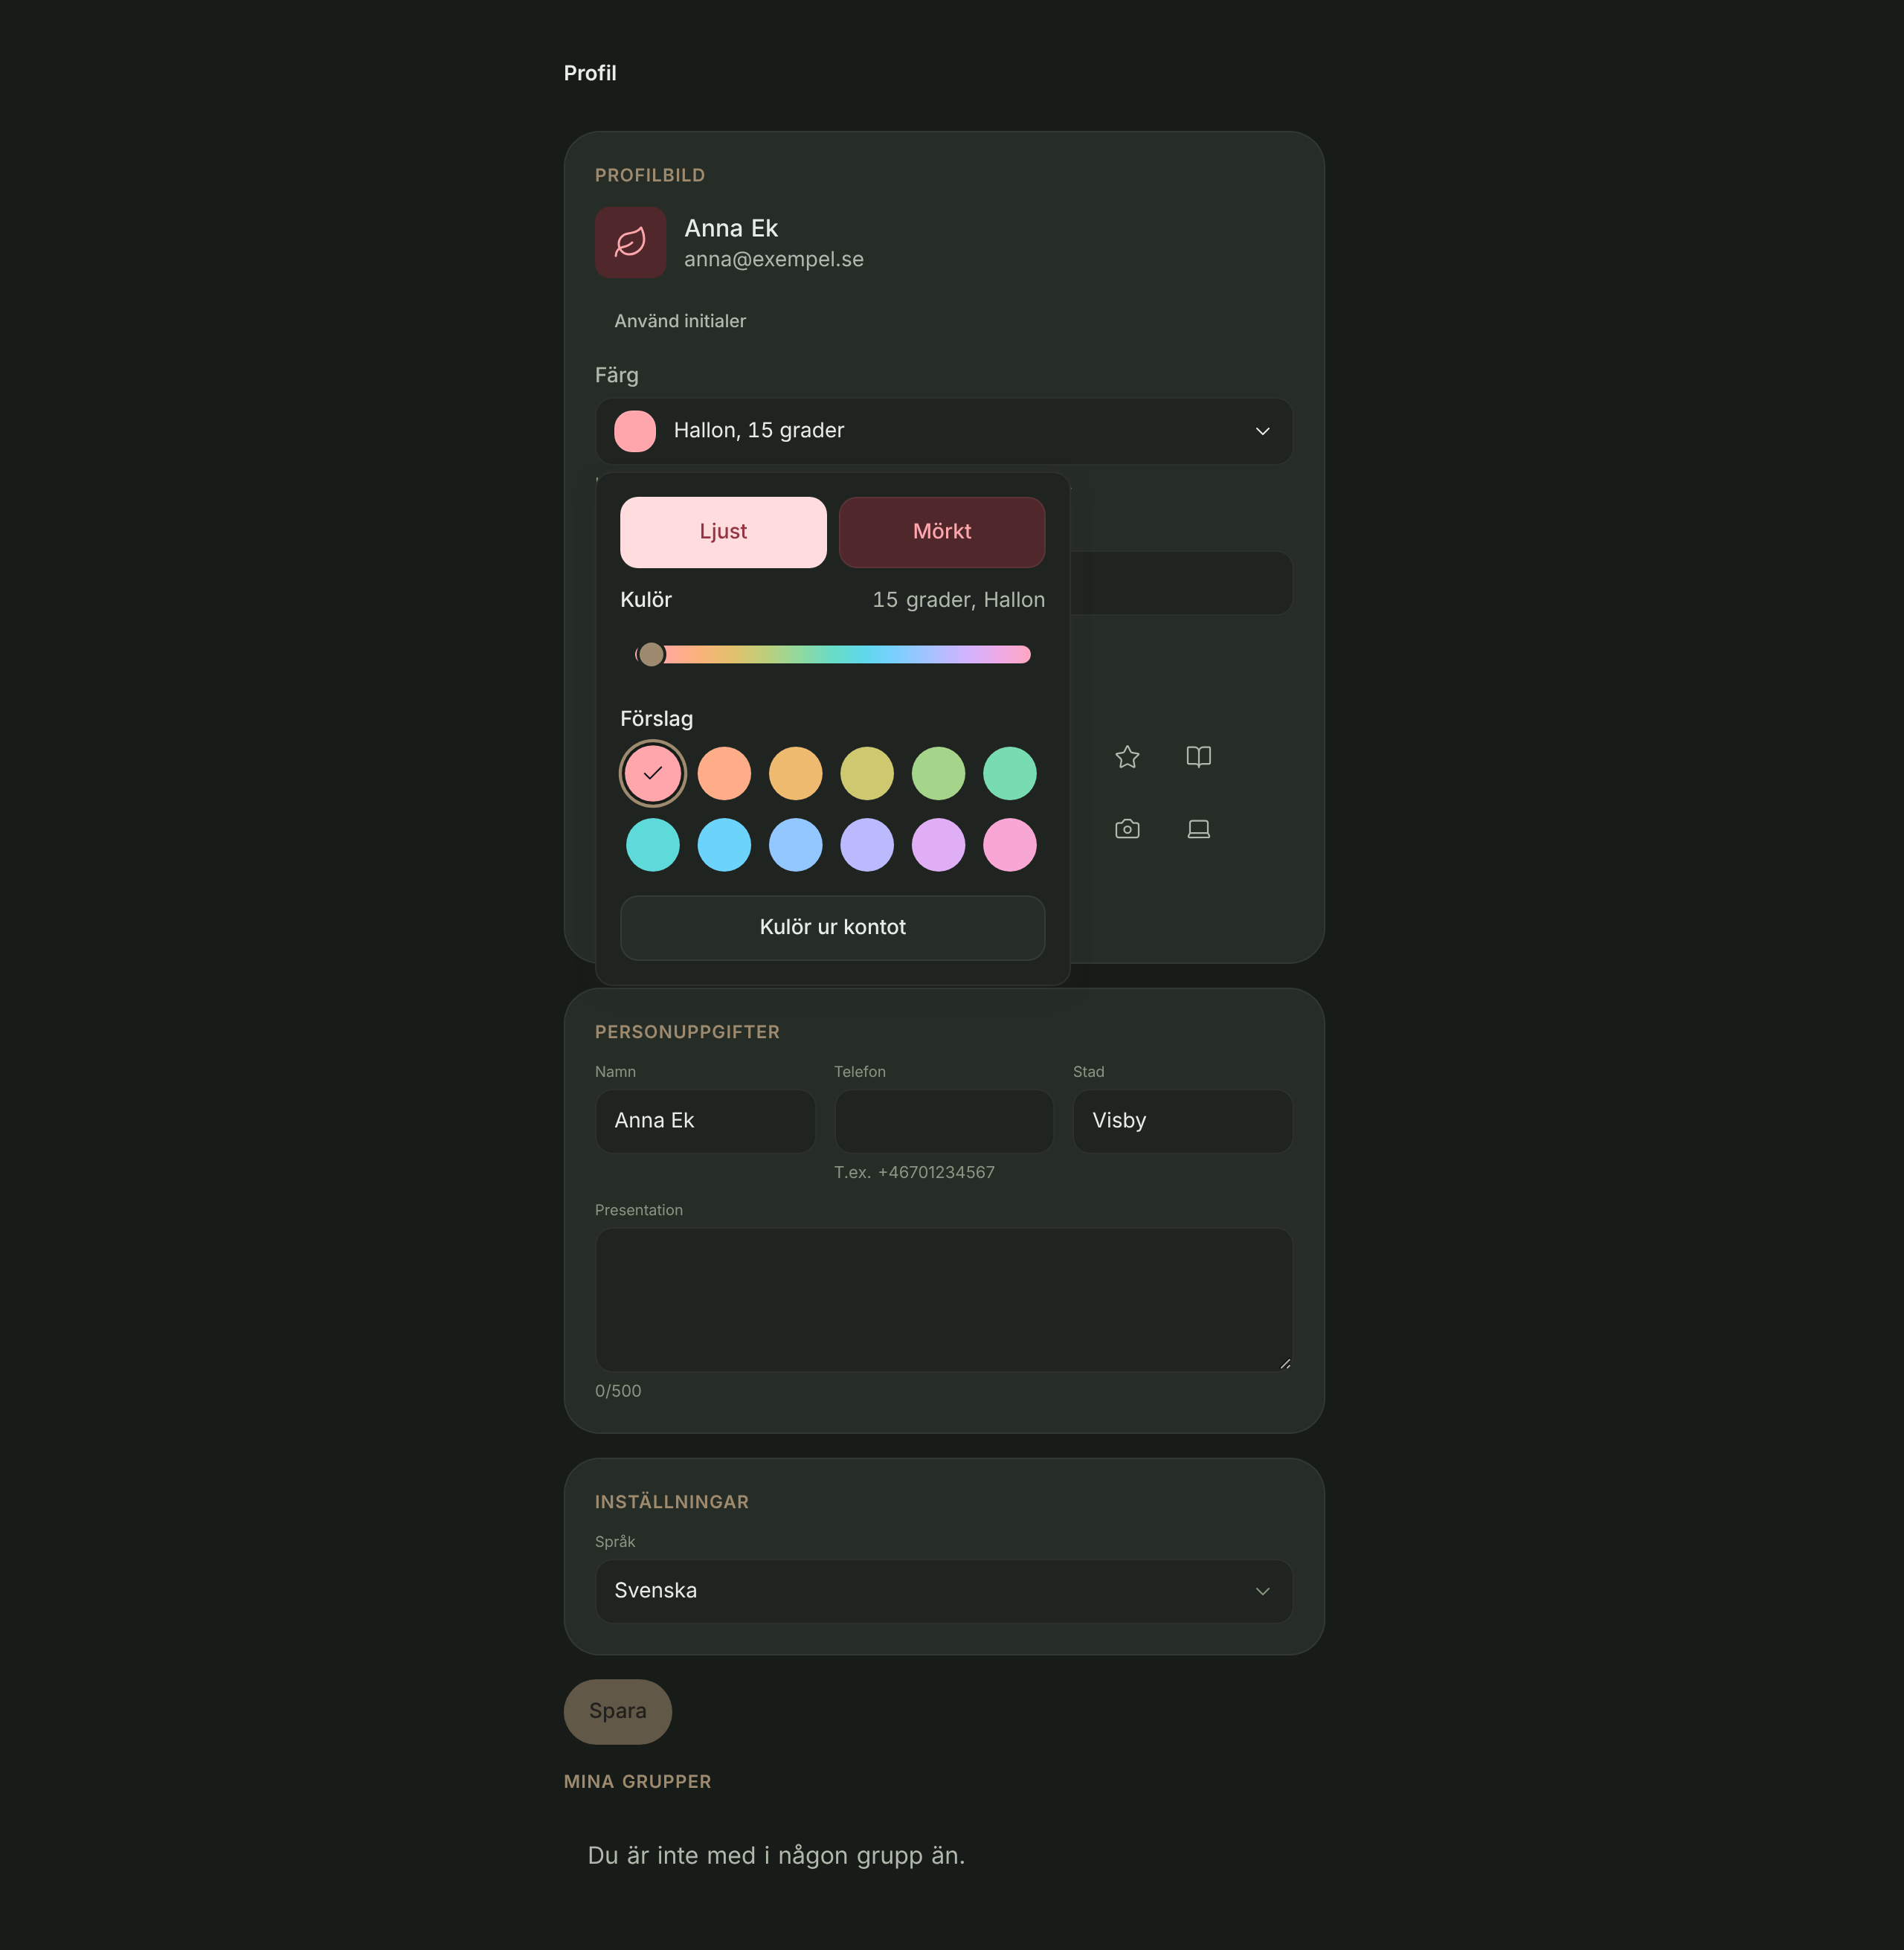 Profil
PROFILBILD
Anna Ek
anna@exempel.se
Använd initialer
Färg
Hallon, 15 grader
Ljust
Mörkt
Kulör
15 grader, Hallon
Förslag
Kulör ur kontot
PERSONUPPGIFTER
Namn
Telefon
Stad
Anna Ek
Visby
T.ex. +46701234567
Presentation
0/500
INSTÄLLNINGAR
Språk
Svenska
Spara
MINA GRUPPER
Du är inte med i någon grupp än.